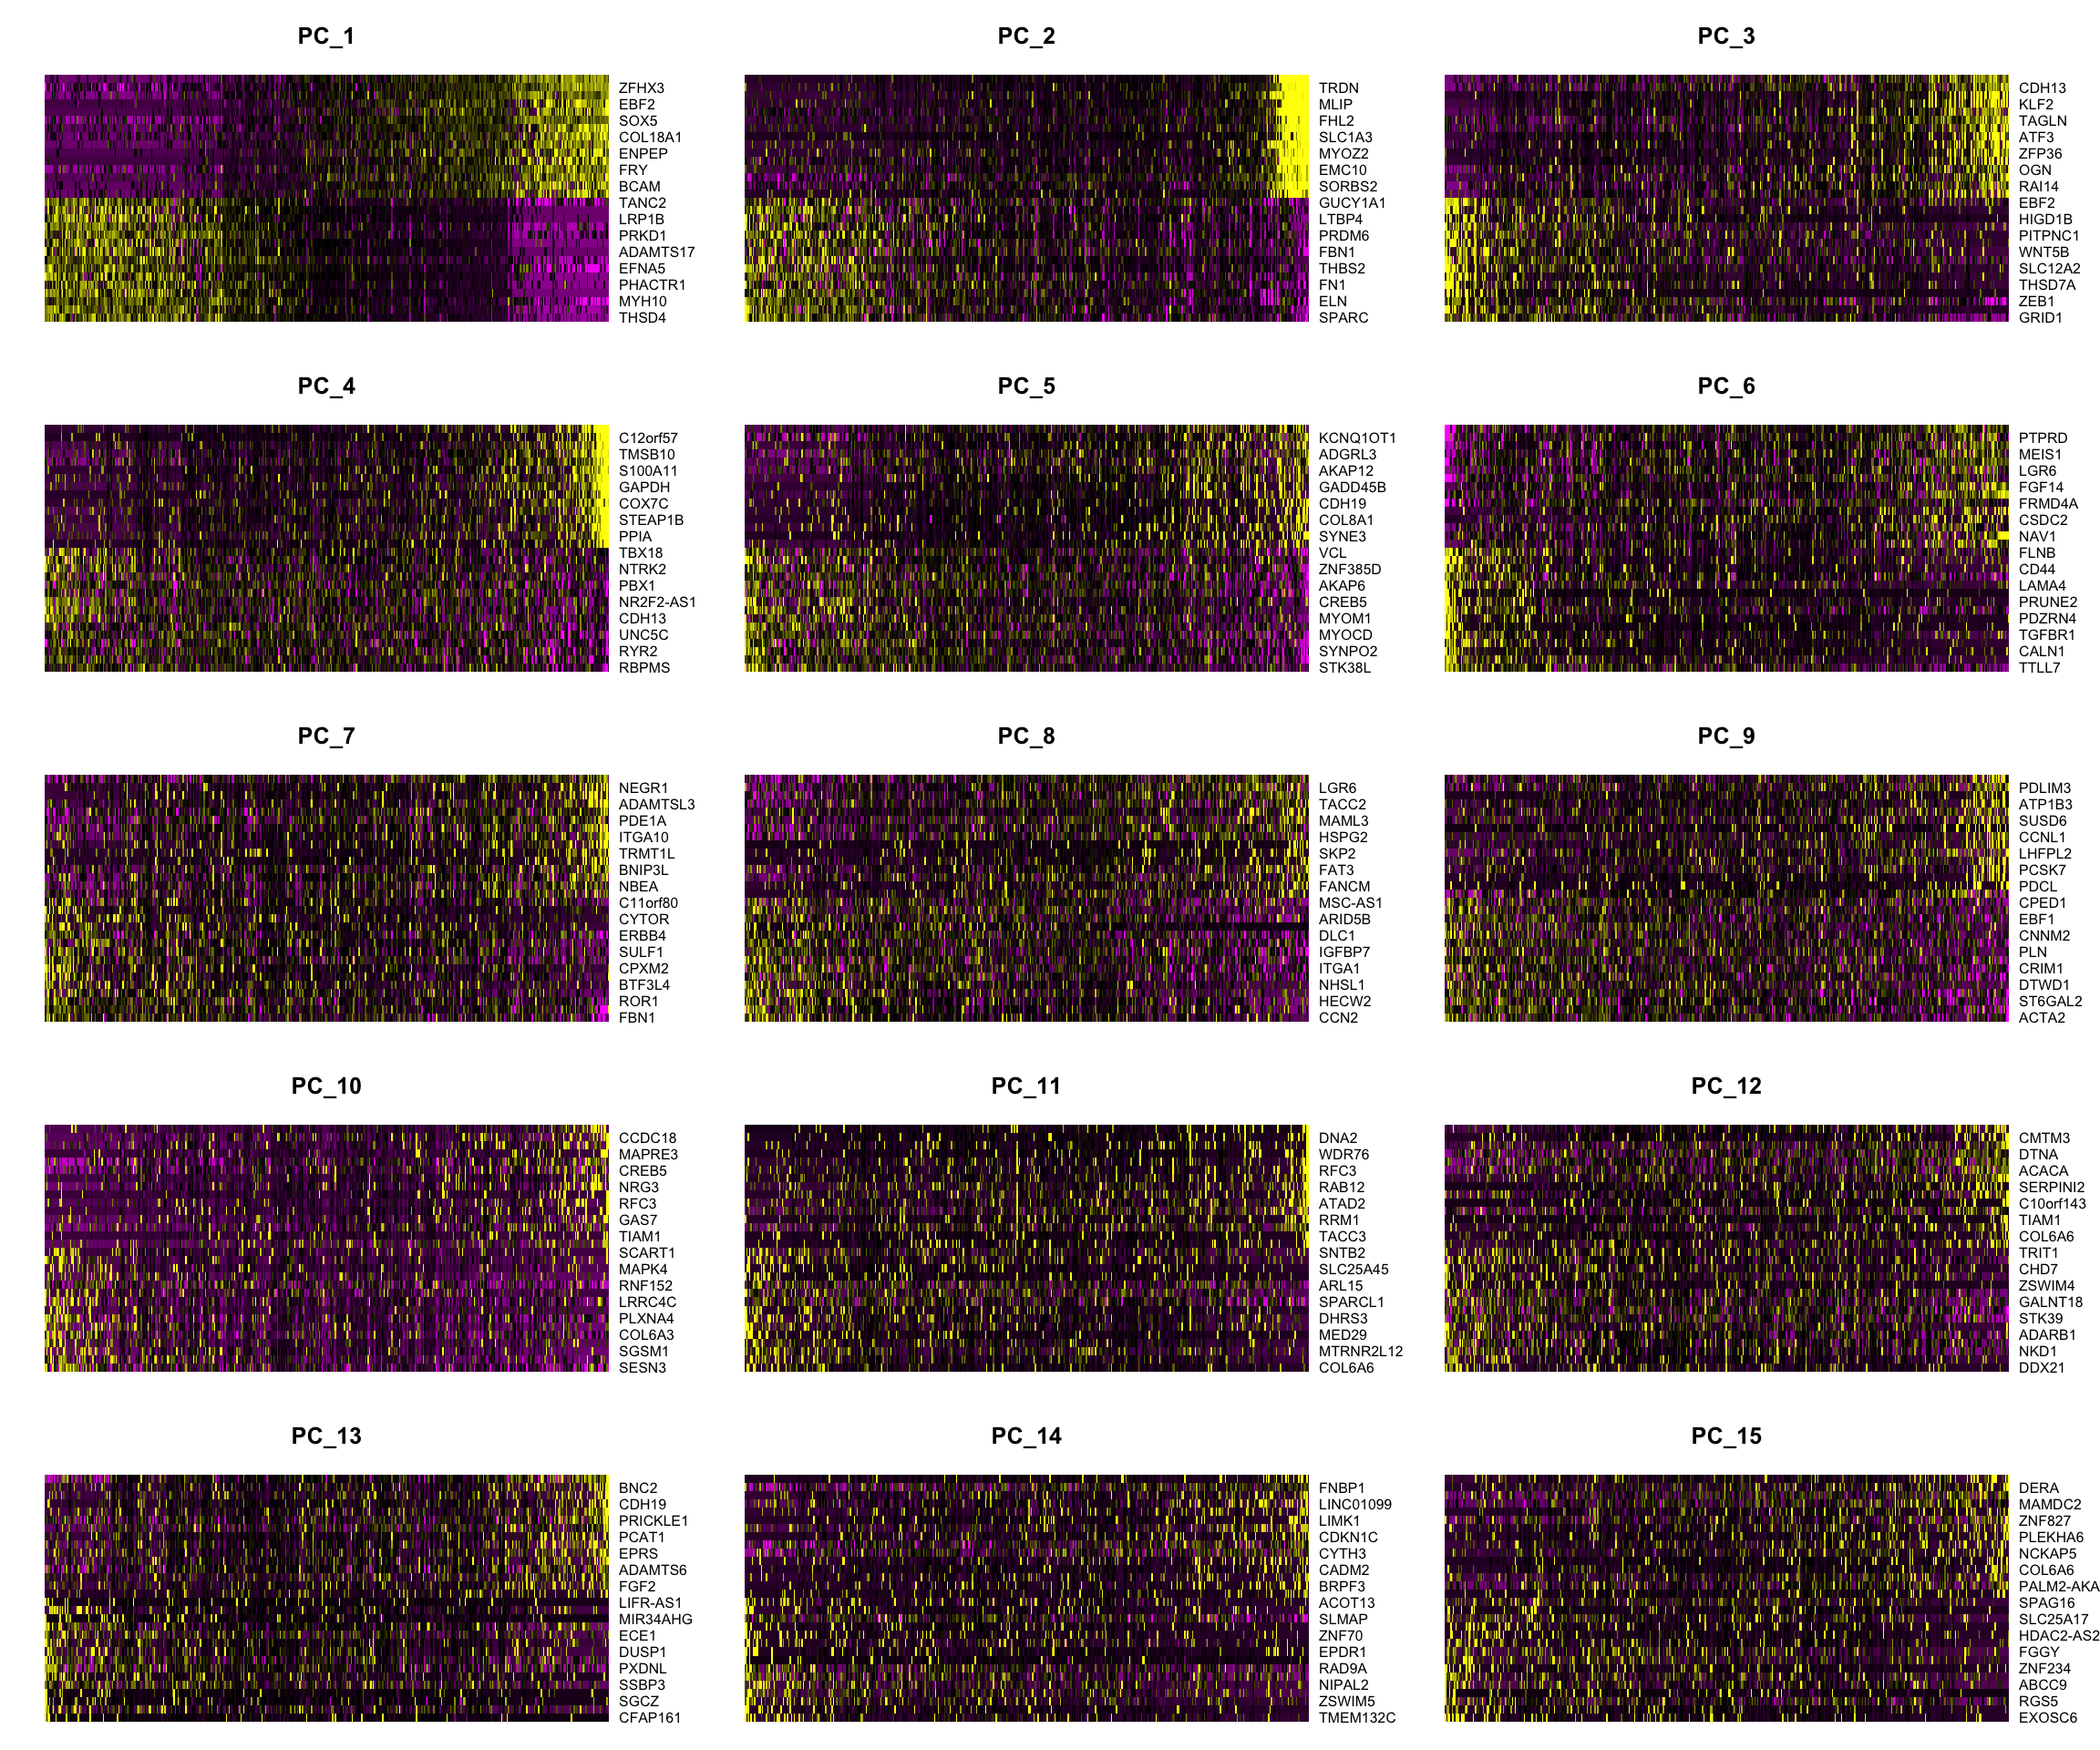 PC_1
ZFHX3
EBF2
SOX5
COL18A1
ENPEP
FRY
BCAM
TANC2
LRP1B
PRKD1
ADAMTS17
EFNA5
PHACTR1
MYH10
THSD4
PC_2
TRDN
MLIP
FHL2
SLC1A3
MYOZ2
EMC10
SORBS2
GUCY1A1
LTBP4
PRDM6
FBN1
THBS2
FN1
ELN
SPARC
PC_3
CDH13
KLF2
TAGLN
ATF3
ZFP36
OGN
RAI14
EBF2
HIGD1B
PITPNC1
WNT5B
SLC12A2
THSD7A
ZEB1
GRID1
PC_4
C12orf57
TMSB10
S100A11
GAPDH
COX7C
STEAP1B
PPIA
TBX18
NTRK2
PBX1
NR2F2-AS1
CDH13
UNC5C
RYR2
RBPMS
PC_5
KCNQ1OT1
ADGRL3
AKAP12
GADD45B
CDH19
COL8A1
SYNE3
VCL
ZNF385D
AKAP6
CREB5
MYOM1
MYOCD
SYNPO2
STK38L
PC_6
PTPRD
MEIS1
LGR6
FGF14
FRMD4A
CSDC2
NAV1
FLNB
CD44
LAMA4
PRUNE2
PDZRN4
TGFBR1
CALN1
TTLL7
PC_7
NEGR1
ADAMTSL3
PDE1A
ITGA10
TRMT1L
BNIP3L
NBEA
C11orf80
CYTOR
ERBB4
SULF1
CPXM2
BTF3L4
ROR1
FBN1
PC_8
LGR6
TACC2
MAML3
HSPG2
SKP2
FAT3
FANCM
MSC-AS1
ARID5B
DLC1
IGFBP7
ITGA1
NHSL1
HECW2
CCN2
PC_9
PDLIM3
ATP1B3
SUSD6
CCNL1
LHFPL2
PCSK7
PDCL
CPED1
EBF1
CNNM2
PLN
CRIM1
DTWD1
ST6GAL2
ACTA2
PC_10
CCDC18
MAPRE3
CREB5
NRG3
RFC3
GAS7
TIAM1
SCART1
MAPK4
RNF152
LRRC4C
PLXNA4
COL6A3
SGSM1
SESN3
PC_11
DNA2
WDR76
RFC3
RAB12
ATAD2
RRM1
TACC3
SNTB2
SLC25A45
ARL15
SPARCL1
DHRS3
MED29
MTRNR2L12
COL6A6
PC_12
CMTM3
DTNA
ACACA
SERPINI2
C10orf143
TIAM1
COL6A6
TRIT1
CHD7
ZSWIM4
GALNT18
STK39
ADARB1
NKD1
DDX21
PC_13
BNC2
CDH19
PRICKLE1
PCAT1
EPRS
ADAMTS6
FGF2
LIFR-AS1
MIR34AHG
ECE1
DUSP1
PXDNL
SSBP3
SGCZ
CFAP161
PC_14
FNBP1
LINC01099
LIMK1
CDKN1C
CYTH3
CADM2
BRPF3
ACOT13
SLMAP
ZNF70
EPDR1
RAD9A
NIPAL2
ZSWIM5
TMEM132C
PC_15
DERA
MAMDC2
ZNF827
PLEKHA6
NCKAP5
COL6A6
PALM2-AKA
SPAG16
SLC25A17
HDAC2-AS2
FGGY
ZNF234
ABCC9
RGS5
EXOSC6